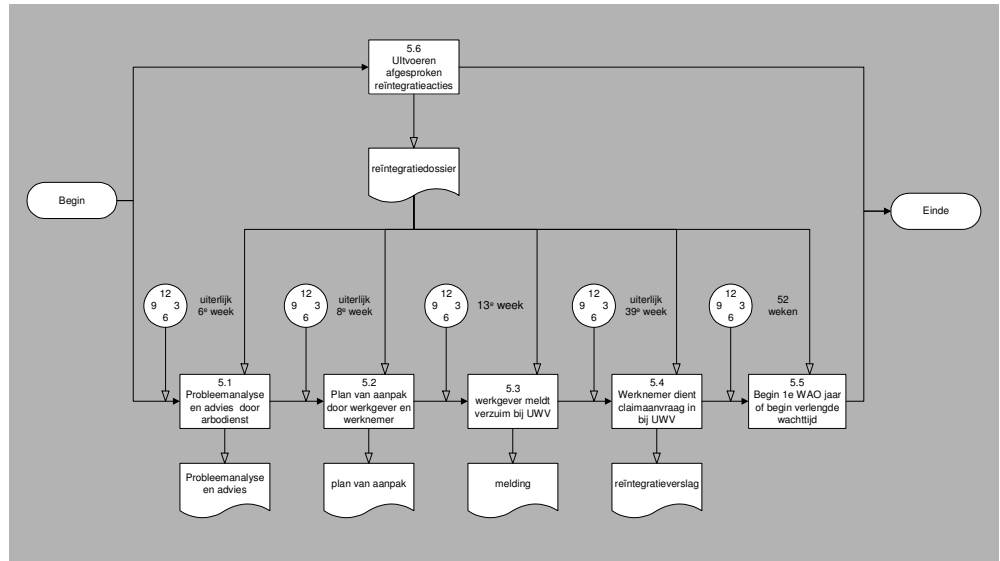 5.6
UItvoeren
afgesproken
reïntegratieacties
reïntegratiedossier
Begin
Einde
12
9 3
6
uiterlijk
6e week
12
9 3
6
uiterlijk
8e week
12
9 3
6
13e week
12
9 3
6
uiterlijk
39e week
12
9 3
6
52
weken
5.1
Probleemanalyse
en advies door
arbodienst
5.2
Plan van aanpak
door werkgever en
werknemer
5.3
werkgever meldt
verzuim bij UWV
5.4
Werknemer dient
claimaanvraag in
bij UWV
5.5
Begin 1e WAO jaar
of begin verlengde
wachttijd
Probleemanalyse
en advies
plan van aanpak
melding
reïntegratieverslag